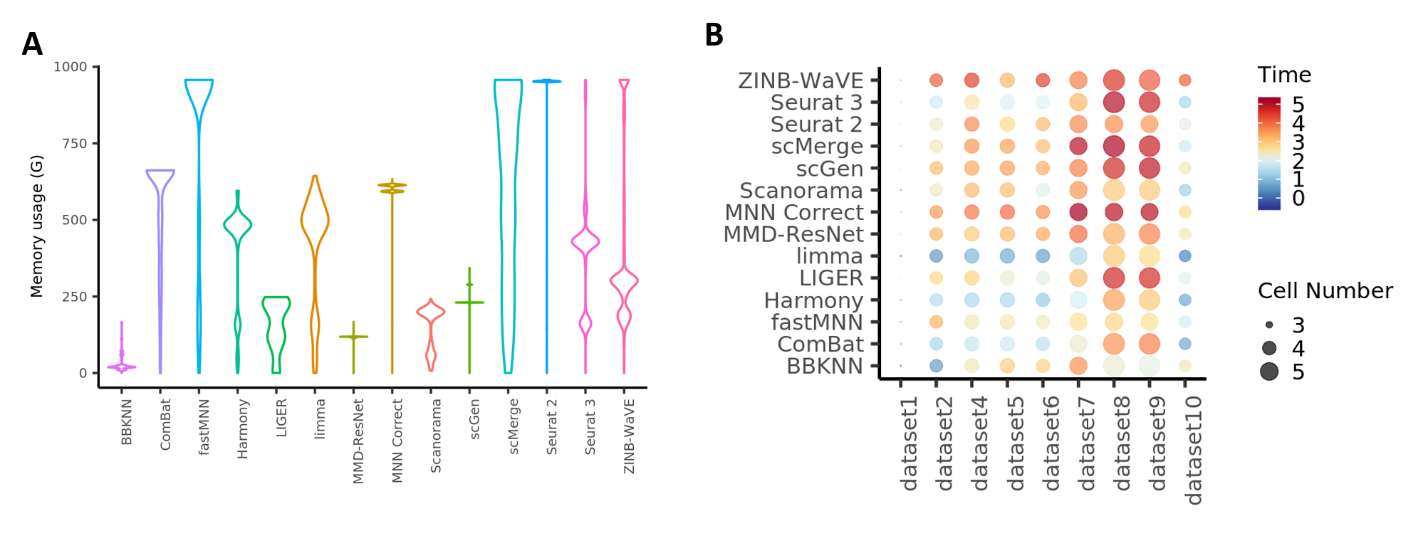 A
Memory usage (G)
1000
750
500
250
0
BBKNN
ComBat
fastMNN
Harmony
LIGER
limma
MMD-ResNet
MNN Correct
Scanorama
scGen
scMerge
Seurat 2
Seurat 3
ZINB-WaVE
B
ZINB-WaVE
Seurat 3
Seurat 2
scMerge
scGen
Scanorama
MNN Correct
MMD-ResNet
limma
LIGER
Harmony
fastMNN
ComBat
BBKNN
dataset1
dataset2
dataset4
dataset5
dataset6
dataset7
dataset8
dataset9
dataset10
Time
5
4
3
2
1
0
Cell Number
3
4
5